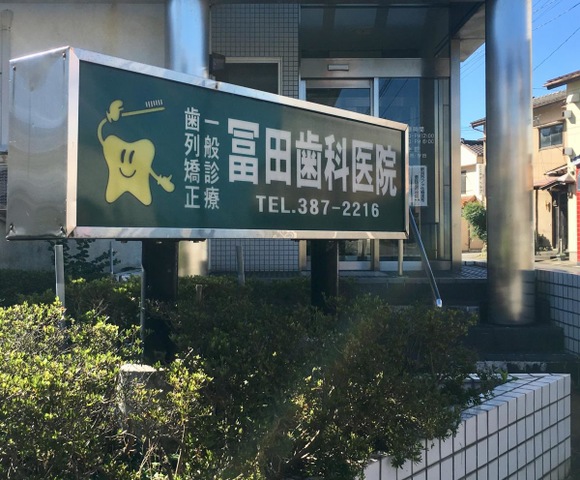 一般診療
歯列矯正
冨田歯科医院
TEL.387-2216